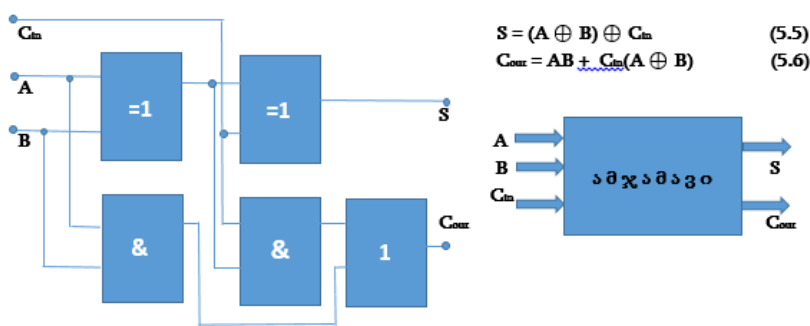 Cin
A
B
=1
=1
S
&
&
1
Cout
S = (A ⊕ B) ⊕ Cin (5.5)
Cout = AB + Cin(A ⊕ B) (5.6)
A
B
Cin
ამჯამავი
S
Cout